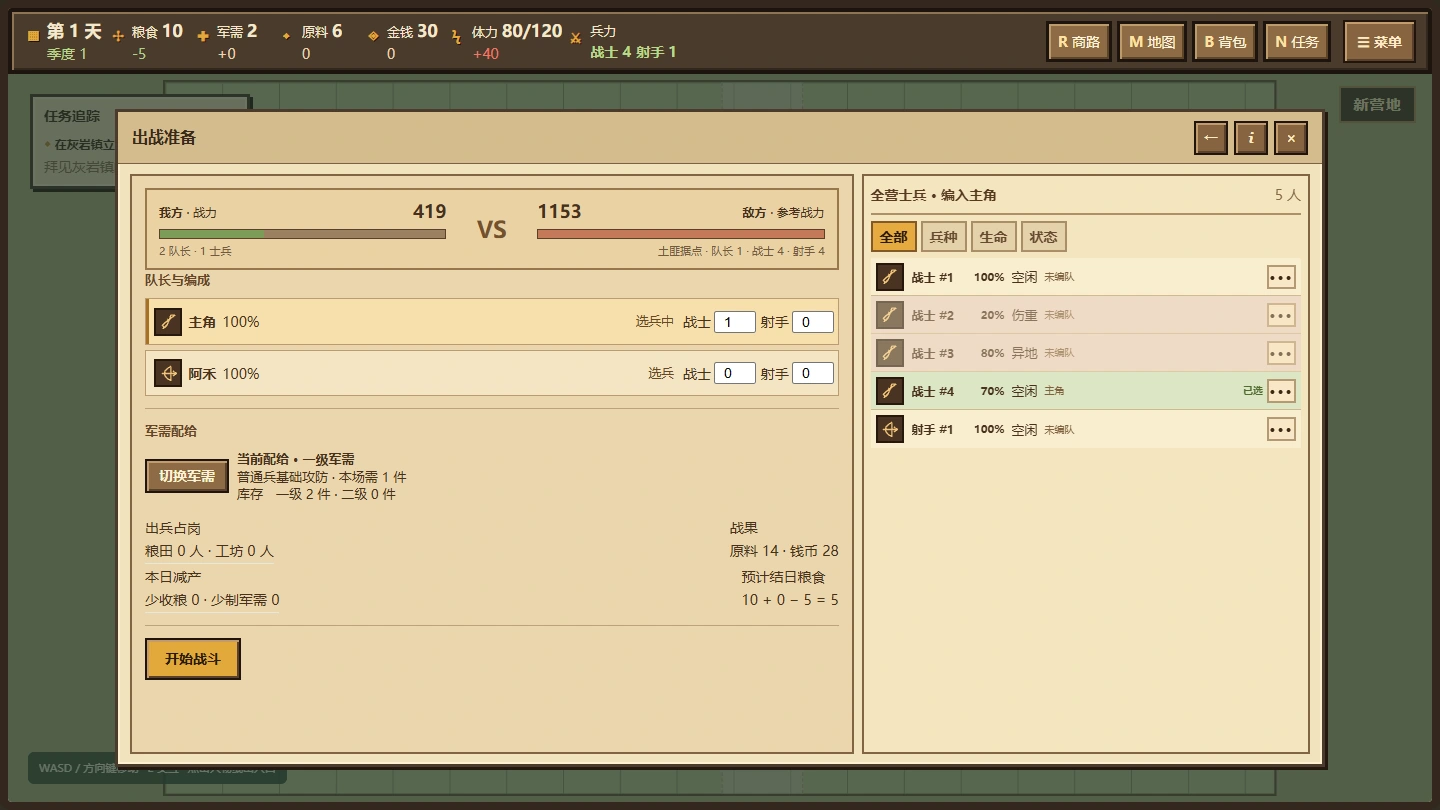 第 1 天 粮食 10 军需 2 原料 6 金钱 30 体力 80/120 兵力
季度 1 -5 +0 0 0 +40 战士 4 射手 1
R 商路 M 地图 B 背包 N 任务 ☰ 菜单
任务追踪
在灰岩镇立
拜见灰岩镇
新营地
出战准备
← i ×
我方 · 战力 419
VS
1153 敌方 · 参考战力
2 队长 · 1 士兵
土匪据点 · 队长 1 · 战士 4 · 射手 4
队长与编成
主角 100% 选兵中 战士 1 射手 0
阿禾 100% 选兵 战士 0 射手 0
军需配给
切换军需
当前配给 • 一级军需
普通兵基础攻防 · 本场需 1 件
库存 一级 2 件 · 二级 0 件
出兵占岗
粮田 0 人 · 工坊 0 人
战果
原料 14 · 钱币 28
本日减产
少收粮 0 · 少制军需 0
预计结日粮食
10 + 0 − 5 = 5
开始战斗
全营士兵 • 编入主角 5 人
全部 兵种 生命 状态
战士 #1 100% 空闲 未编队 •••
战士 #2 20% 伤重 未编队 •••
战士 #3 80% 异地 未编队 •••
战士 #4 70% 空闲 主角 已选 •••
射手 #1 100% 空闲 未编队 •••
WASD / 方向键